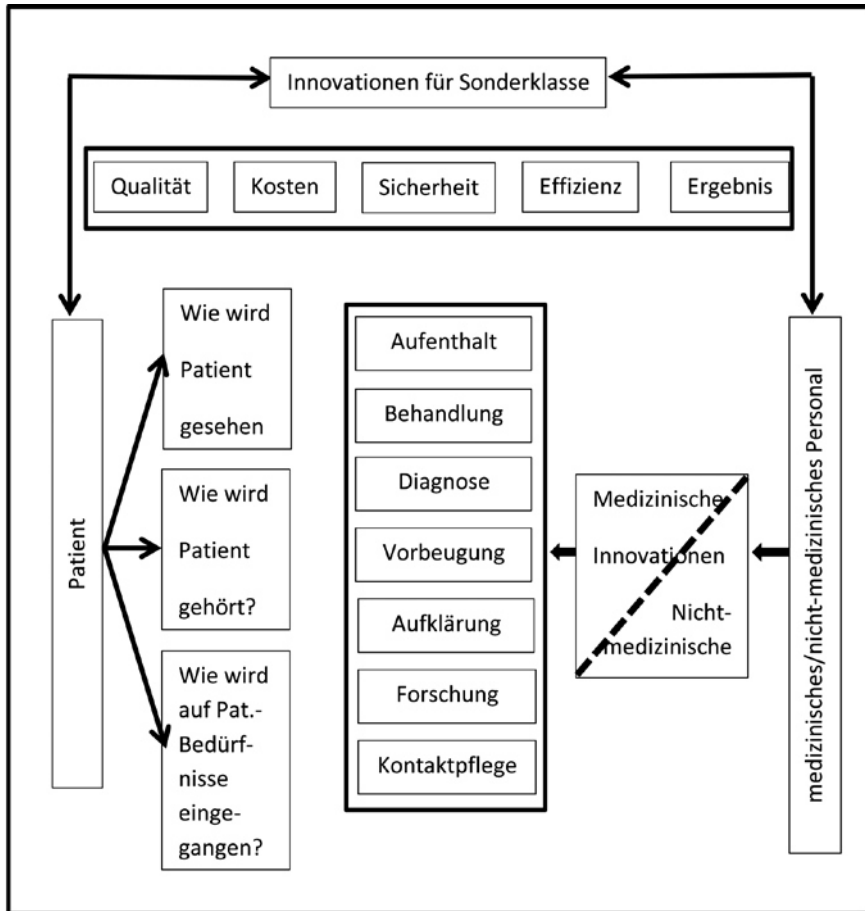 Innovationen für Sonderklasse
Qualität
Kosten
Sicherheit
Effizienz
Ergebnis
Patient
Wie wird
Patient
gesehen
Wie wird
Patient
gehört?
Wie wird
auf Pat.-
Bedürf-
nisse
einge-
gangen?
Aufenthalt
Behandlung
Diagnose
Vorbeugung
Aufklärung
Forschung
Kontaktpflege
Medizinische
Innovationen
Nicht-
medizinische
medizinisches/nicht-medizinisches Personal